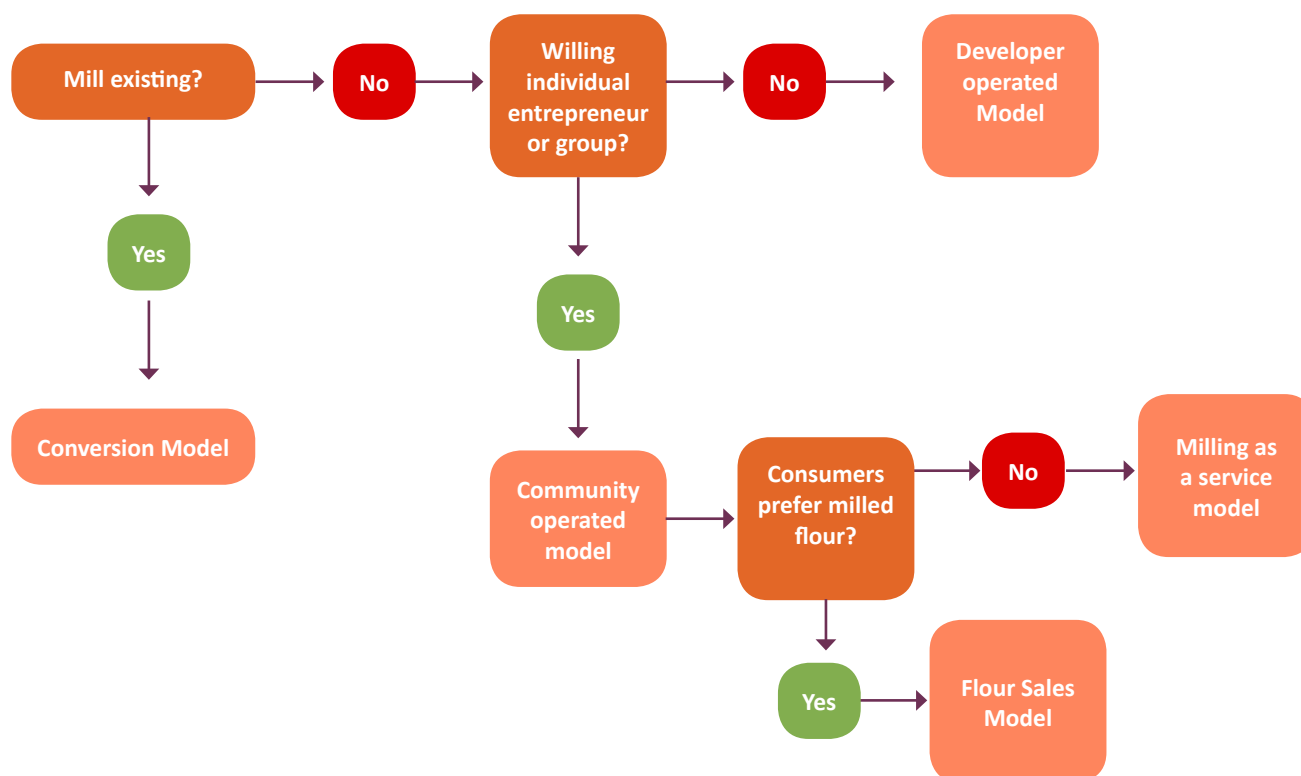 Mill existing?
No
Willing
individual
entrepreneur
or group?
No
Developer
operated
Model
Yes
Yes
Conversion Model
Community
operated
model
Consumers
prefer milled
flour?
No
Milling as
a service
model
Yes
Flour Sales
Model